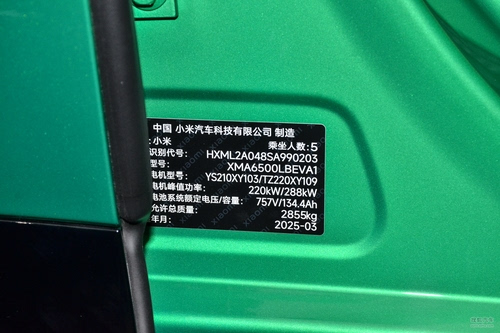 中国 小米汽车科技有限公司 制造
小米 乘坐人数: 5
识别代号: HXML2A048SA990203
型号: XMA6500LBEVA1
电机型号: YS210XY103/TZ220XY109
电机峰值功率: 220kW/288kW
电池系统额定电压/容量: 757V/134.4Ah
允许总质量: 2855kg
年月: 2025-03